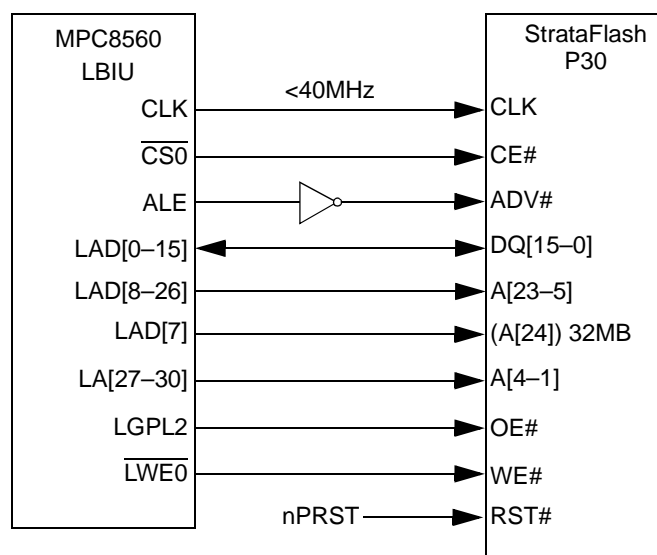 MPC8560
LBIU
StrataFlash
P30
CLK <40MHz CLK
CS0 CE#
ALE ADV#
LAD[0–15] DQ[15–0]
LAD[8–26] A[23–5]
LAD[7] (A[24]) 32MB
LA[27–30] A[4–1]
LGPL2 OE#
LWE0 WE#
nPRST RST#